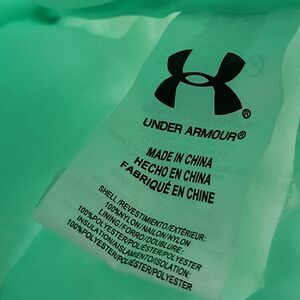 ®
UNDER ARMOUR®
MADE IN CHINA
HECHO EN CHINA
FABRIQUÉ EN CHINE
SHELL/REVESTIMIENTO/EXTÉRIEUR:
100%NYLON/NAILON/NYLON
LINING/FORRO/DOUBLURE:
100%POLYESTER/POLIÉSTER/POLYESTER
INSULATION/AISLAMIENTO/ISOLATION:
100%POLYESTER/POLIÉSTER/POLYESTER